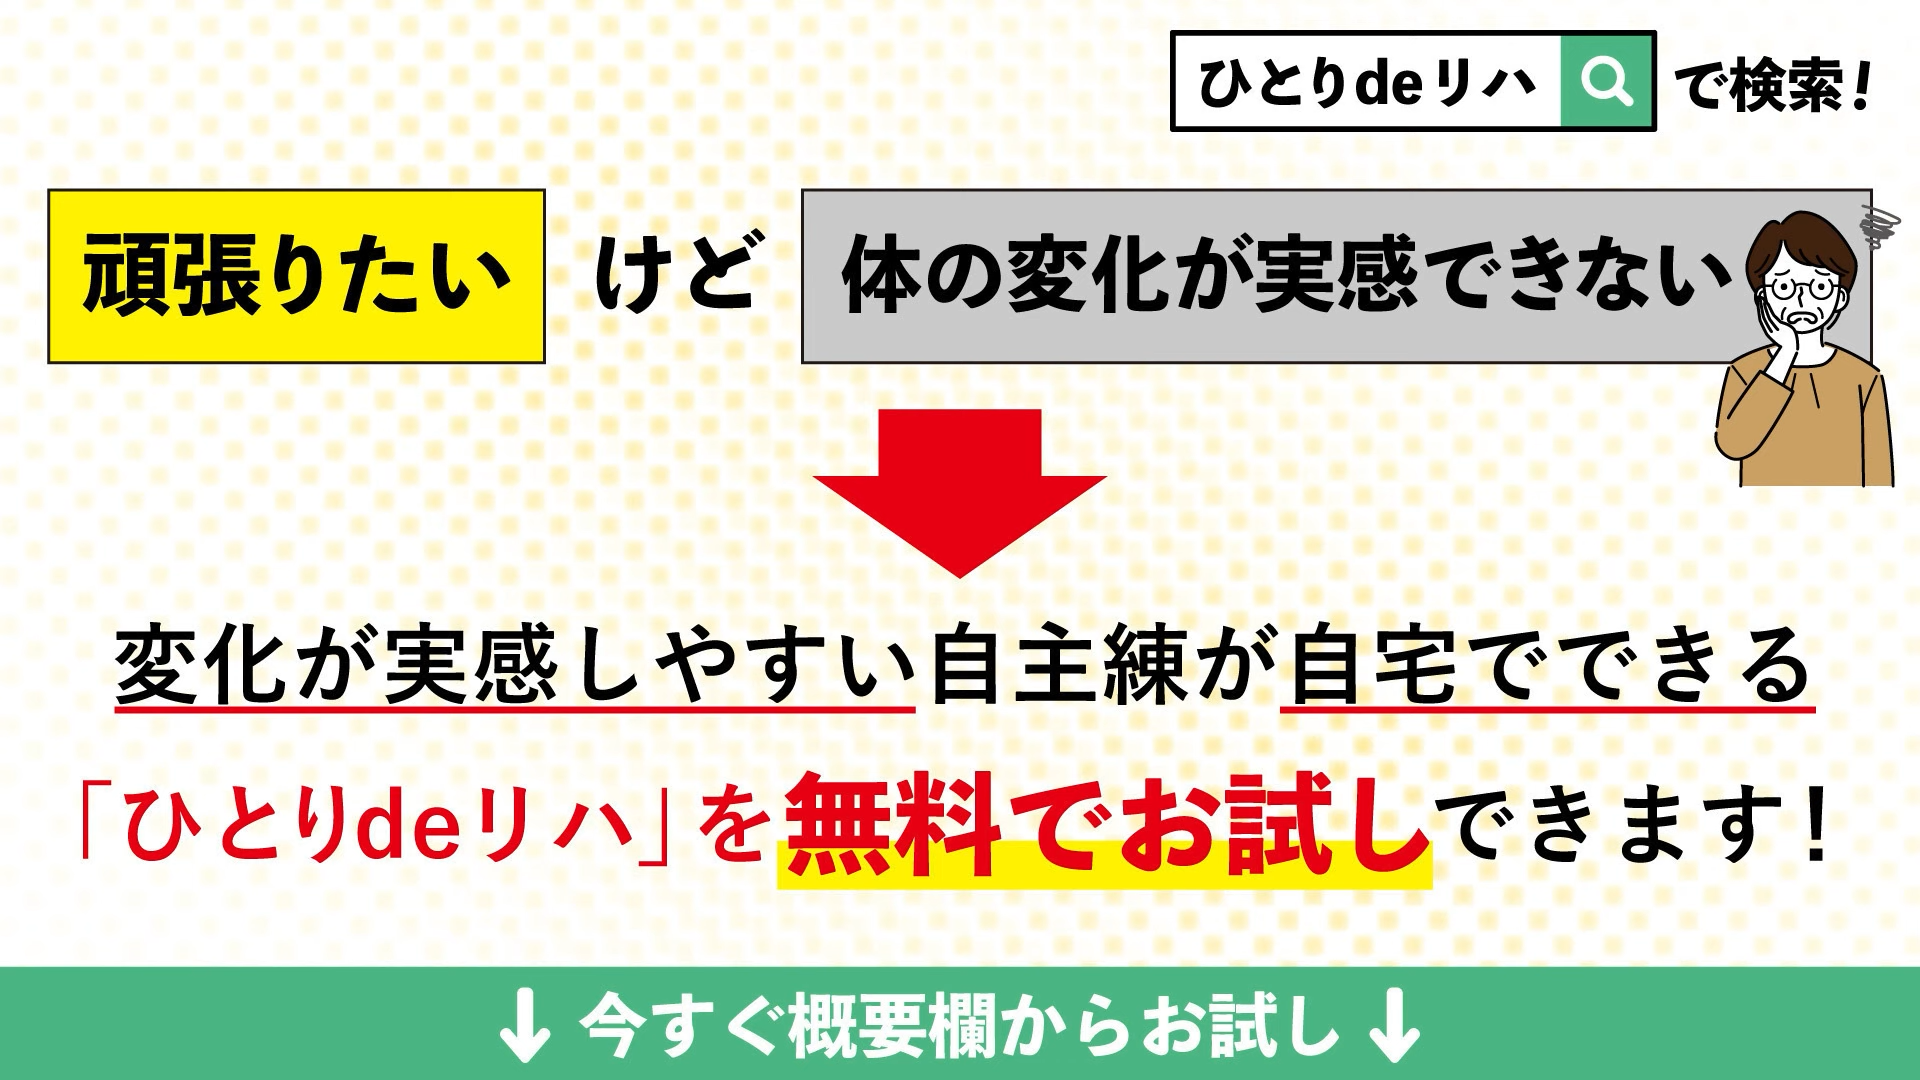 ひとりdeリハ で検索!
頑張りたい けど 体の変化が実感できない
変化が実感しやすい自主練が自宅でできる
「ひとりdeリハ」を無料でお試しできます!
↓今すぐ概要欄からお試し↓